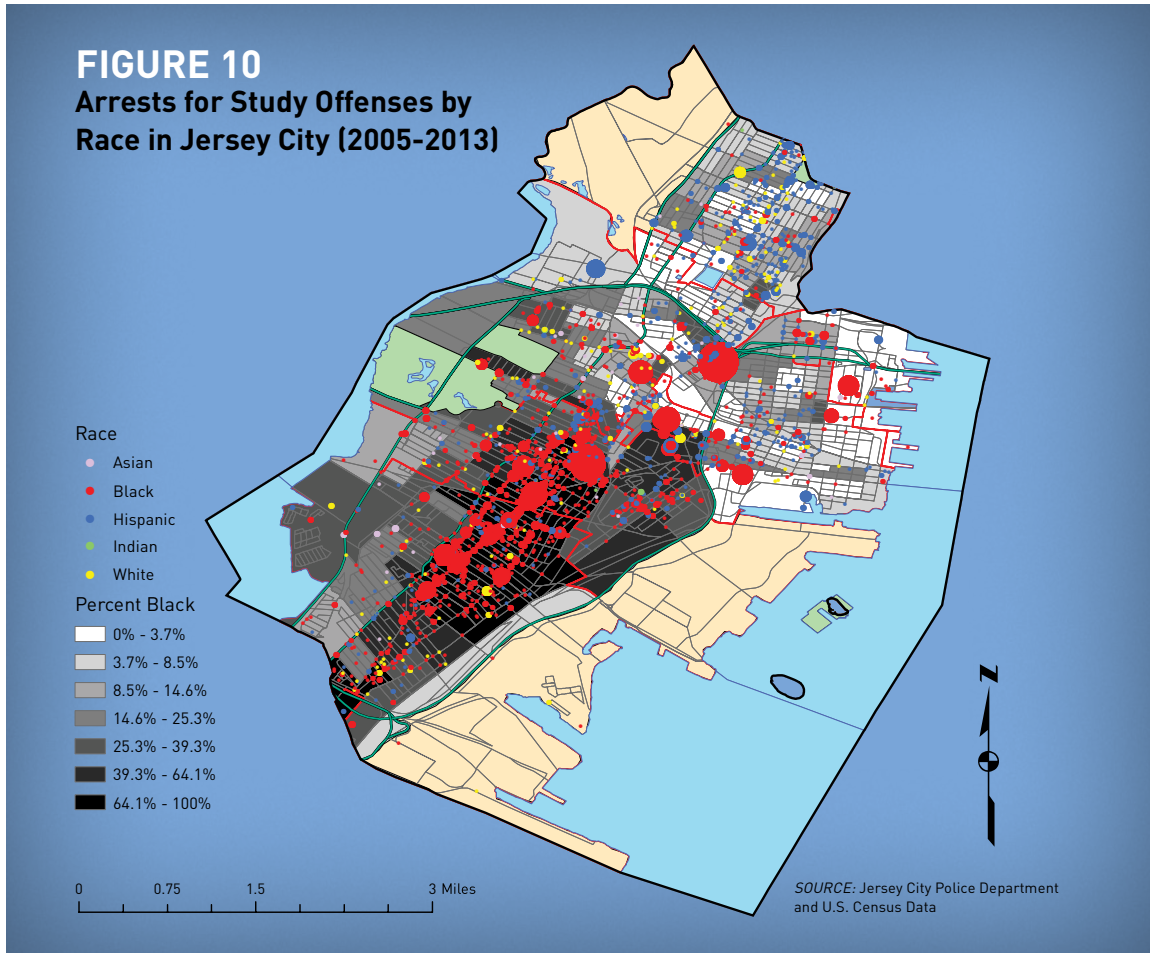 FIGURE 10
Arrests for Study Offenses by
Race in Jersey City (2005-2013)
Race
Asian
Black
Hispanic
Indian
White
Percent Black
0% - 3.7%
3.7% - 8.5%
8.5% - 14.6%
14.6% - 25.3%
25.3% - 39.3%
39.3% - 64.1%
64.1% - 100%
N
0 0.75 1.5 3 Miles
SOURCE: Jersey City Police Department
and U.S. Census Data